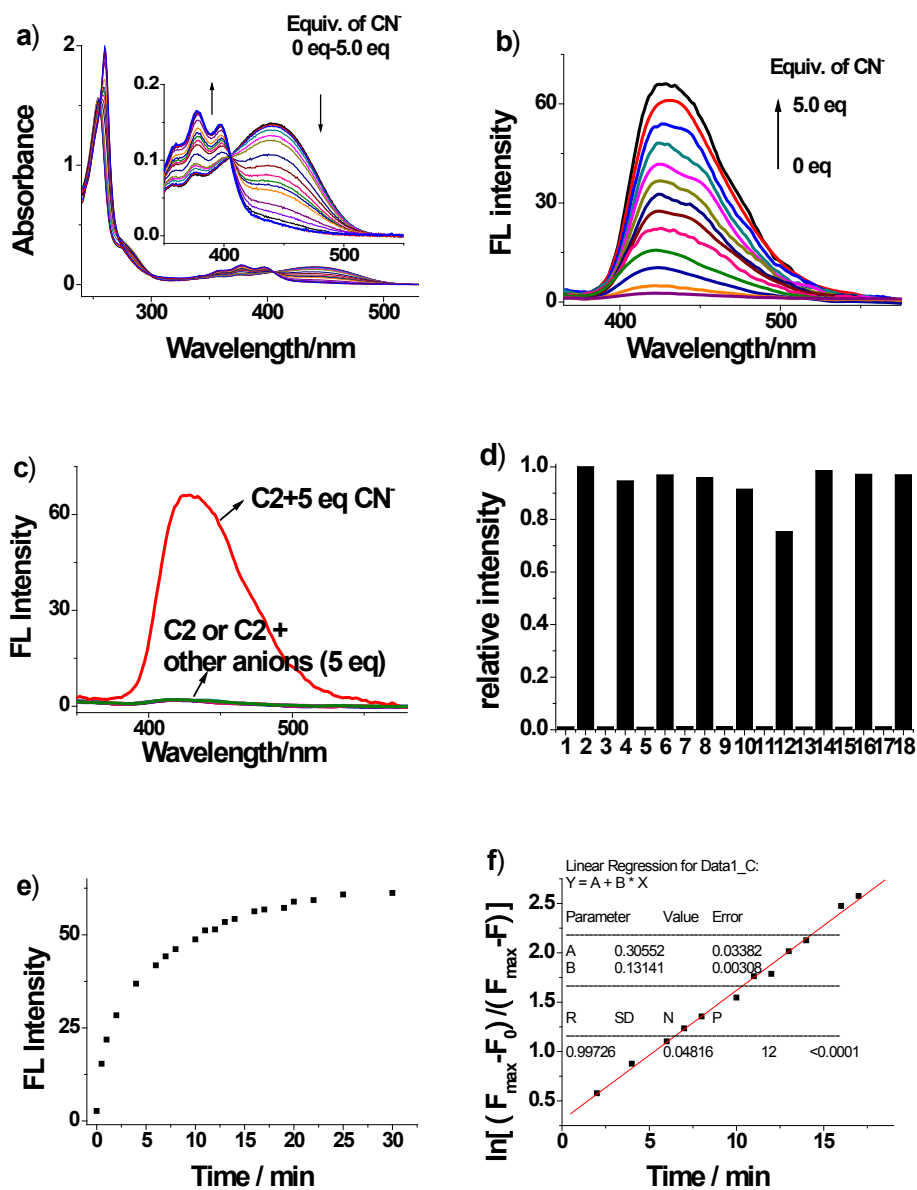 a)
Equiv. of CN-
0 eq-5.0 eq
2
1
0
Absorbance
0.2
0.1
0.0
400 500
300 400 500
Wavelength/nm
b)
Equiv. of CN-
5.0 eq
0 eq
60
30
0
FL intensity
400 500
Wavelength/nm
c)
C2+5 eq CN-
C2 or C2 +
other anions (5 eq)
60
30
0
FL Intensity
400 500
Wavelength/nm
d)
1.0
0.8
0.6
0.4
0.2
0.0
relative intensity
1 2 3 4 5 6 7 8 9 10 11 12 13 14 15 16 17 18
e)
50
25
0
FL Intensity
0 5 10 15 20 25 30
Time / min
f)
Linear Regression for Data1_C:
Y = A + B * X
Parameter Value Error
A 0.30552 0.03382
B 0.13141 0.00308
R SD N P
0.99726 0.04816 12 <0.0001
2.5
2.0
1.5
1.0
0.5
ln[(Fmax-F0)/(Fmax-F)]
0 5 10 15
Time / min